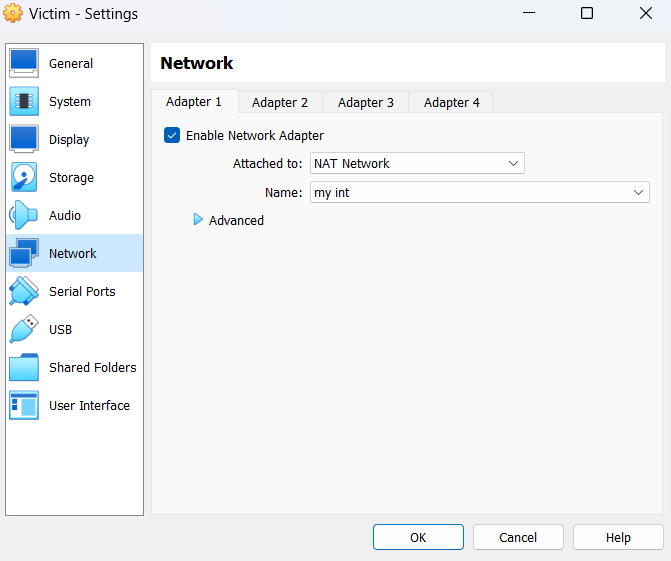 Victim - Settings
General
System
Display
Storage
Audio
Network
Serial Ports
USB
Shared Folders
User Interface
Network
Adapter 1 Adapter 2 Adapter 3 Adapter 4
Enable Network Adapter
Attached to: NAT Network
Name: my int
Advanced
OK Cancel Help